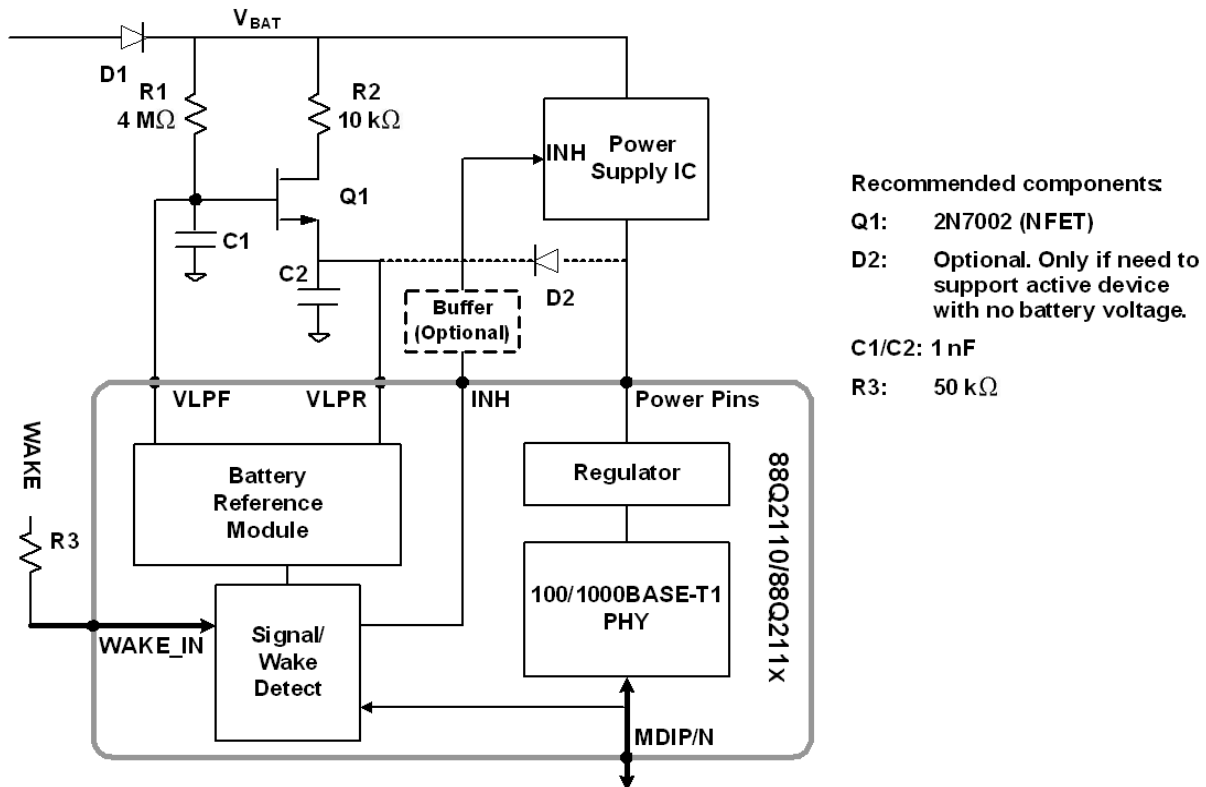 VBAT
D1
R1
4 MΩ
R2
10 kΩ
Q1
C1
C2
INH
Power
Supply IC
D2
Buffer
(Optional)
VLPF
VLPR
INH
Power Pins
WAKE
R3
Battery
Reference
Module
Regulator
WAKE_IN
Signal/
Wake
Detect
100/1000BASE-T1
PHY
MDIP/N
88Q2110/88Q211x
Recommended components:
Q1: 2N7002 (NFET)
D2: Optional. Only if need to
support active device
with no battery voltage.
C1/C2: 1 nF
R3: 50 kΩ